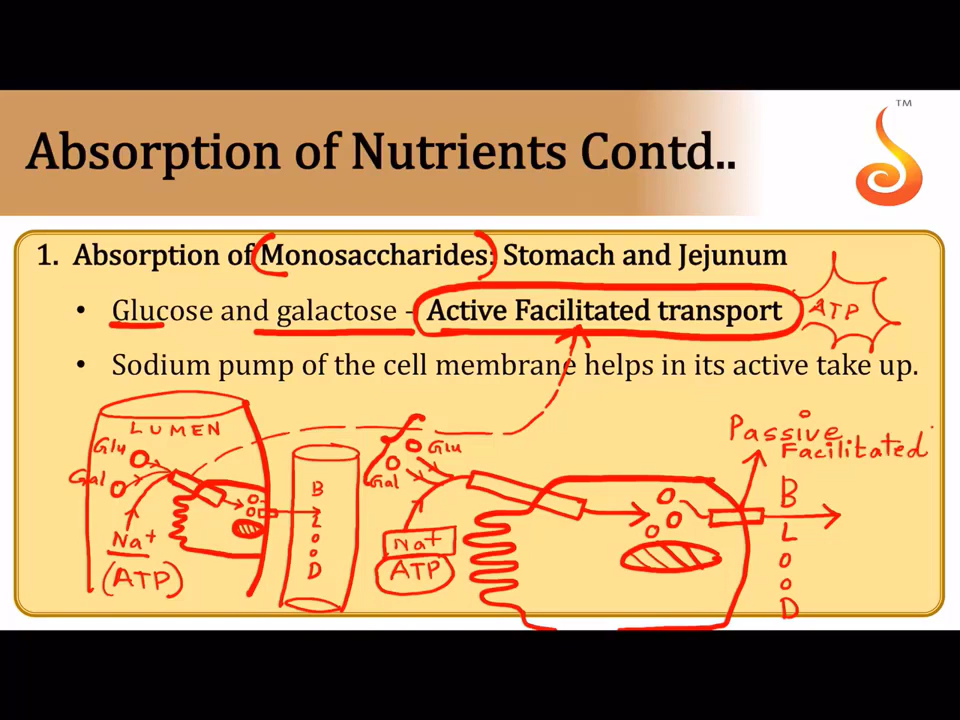 TM
Absorption of Nutrients Contd..
1. Absorption of Monosaccharides: Stomach and Jejunum
• Glucose and galactose - Active Facilitated transport
ATP
• Sodium pump of the cell membrane helps in its active take up.
LUMEN
Glu
Gal
Na+
(ATP)
BLOOD
Glu
Gal
Na+
ATP
Passive
Facilitated
BLOOD